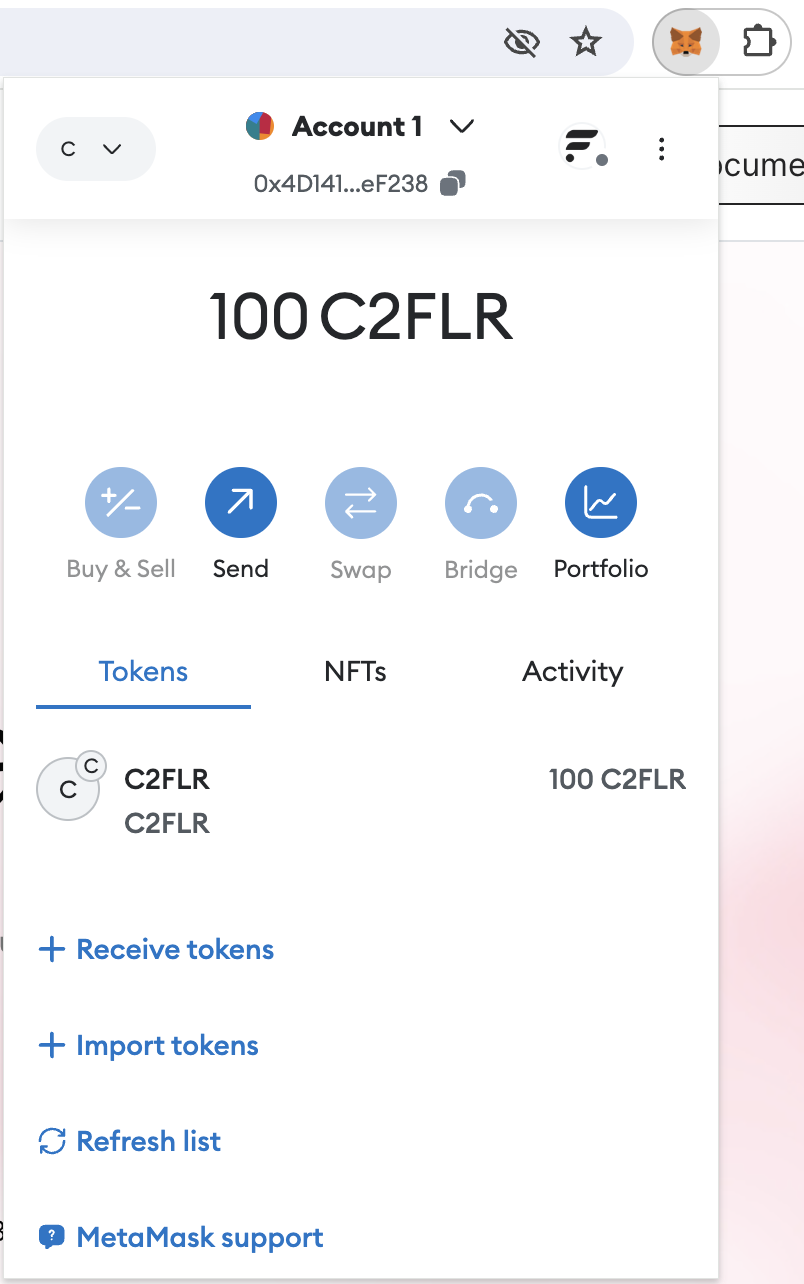 C
Account 1
0x4D141...eF238
ocume
100 C2FLR
Buy & Sell
Send
Swap
Bridge
Portfolio
Tokens
NFTs
Activity
C
C
C2FLR
100 C2FLR
C2FLR
Receive tokens
Import tokens
Refresh list
MetaMask support